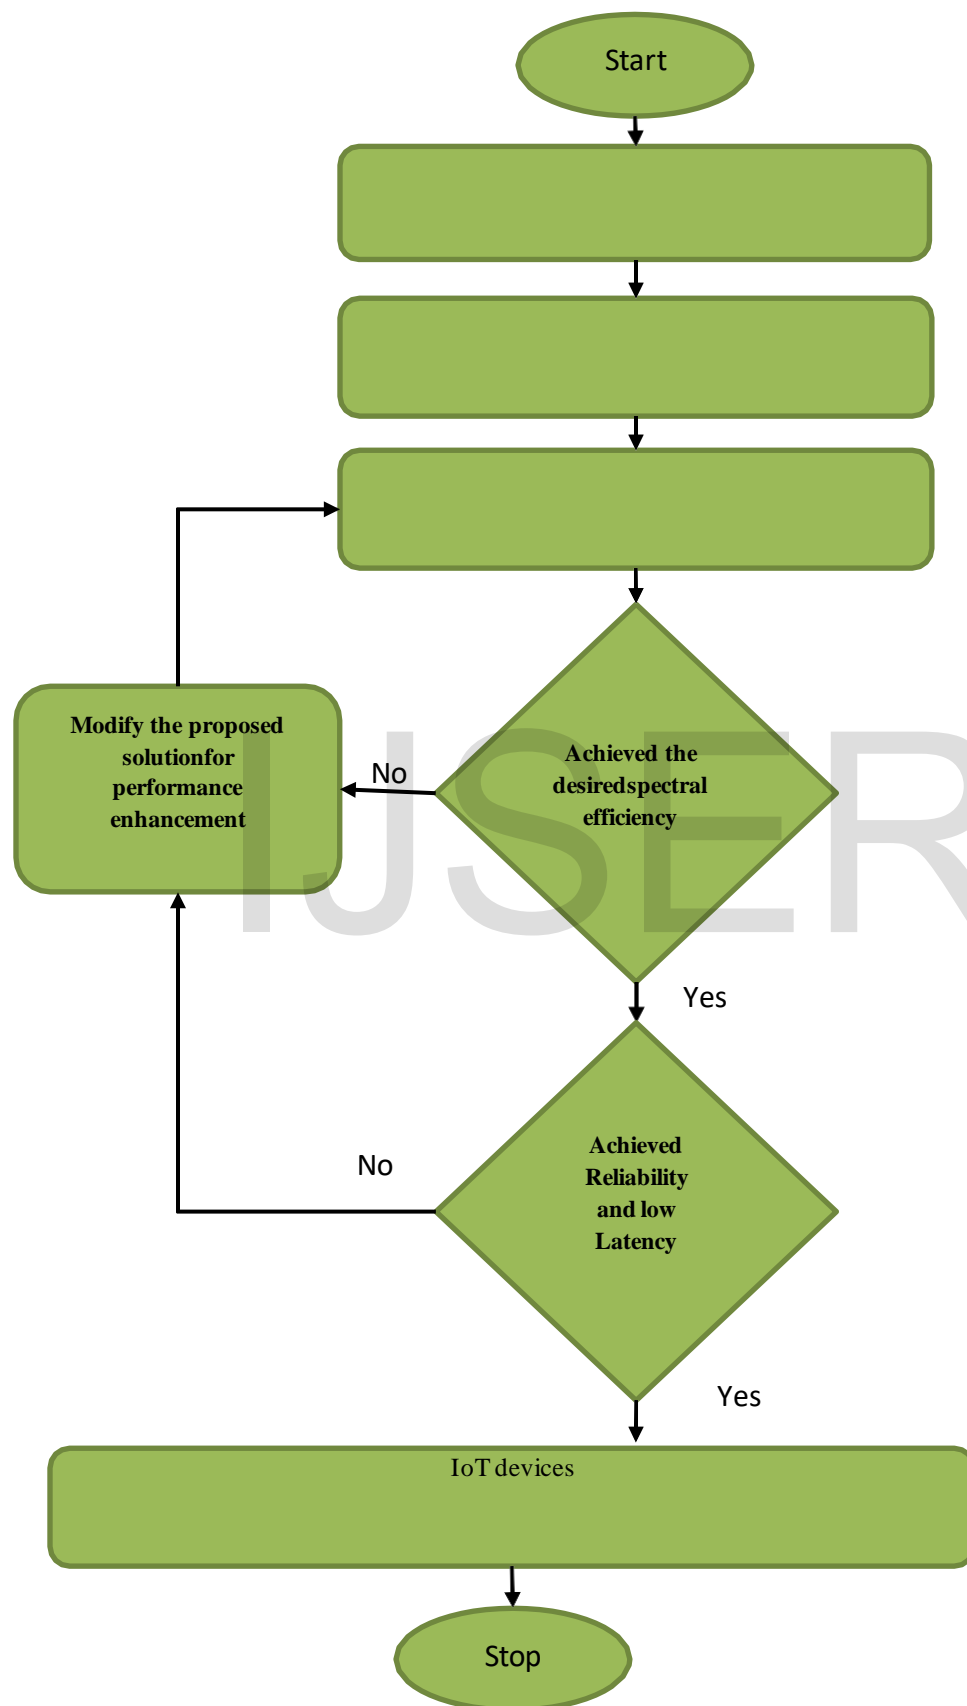 Start
Modify the proposed
solutionfor
performance
enhancement
No
Achieved the
desiredspectral
efficiency
Yes
IJSER
Achieved
Reliability
and low
Latency
No
Yes
IoT devices
Stop